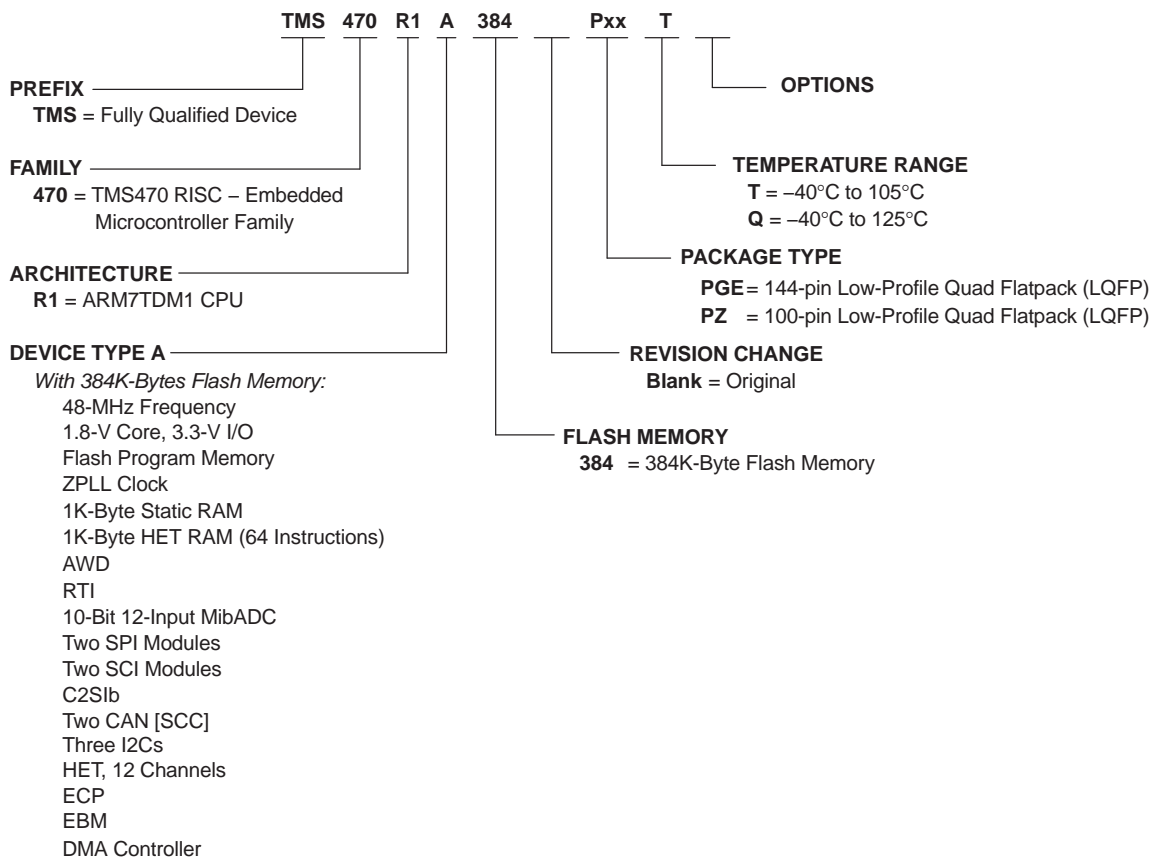 TMS 470 R1 A 384 Pxx T
PREFIX
TMS = Fully Qualified Device
FAMILY
470 = TMS470 RISC − Embedded
Microcontroller Family
ARCHITECTURE
R1 = ARM7TDM1 CPU
DEVICE TYPE A
With 384K-Bytes Flash Memory:
48-MHz Frequency
1.8-V Core, 3.3-V I/O
Flash Program Memory
ZPLL Clock
1K-Byte Static RAM
1K-Byte HET RAM (64 Instructions)
AWD
RTI
10-Bit 12-Input MibADC
Two SPI Modules
Two SCI Modules
C2SIb
Two CAN [SCC]
Three I2Cs
HET, 12 Channels
ECP
EBM
DMA Controller
OPTIONS
TEMPERATURE RANGE
T = −40°C to 105°C
Q = −40°C to 125°C
PACKAGE TYPE
PGE = 144-pin Low-Profile Quad Flatpack (LQFP)
PZ = 100-pin Low-Profile Quad Flatpack (LQFP)
REVISION CHANGE
Blank = Original
FLASH MEMORY
384 = 384K-Byte Flash Memory